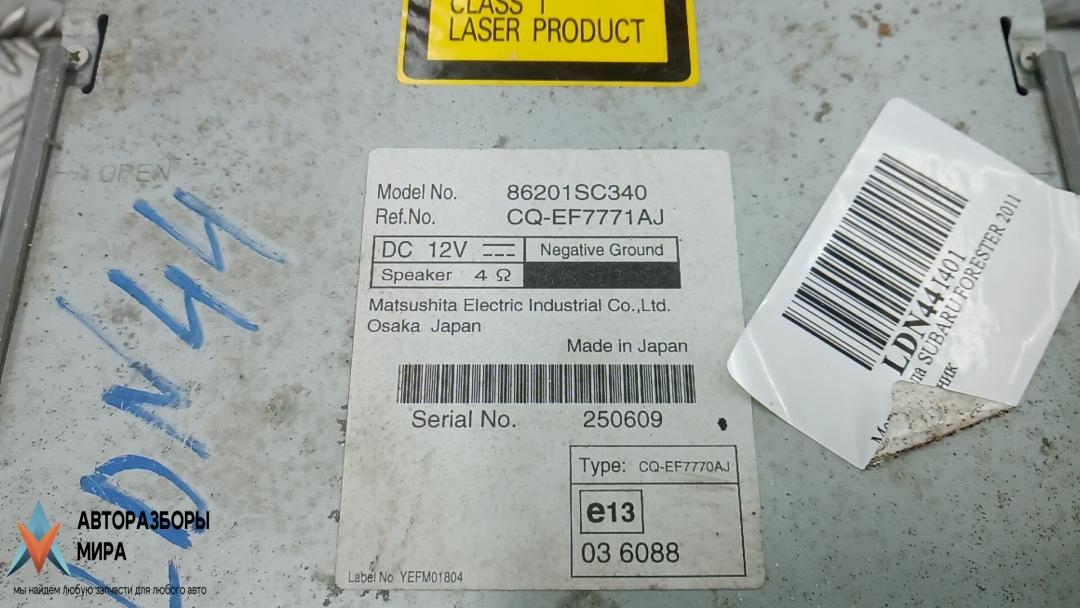 CLASS 1
LASER PRODUCT
OPEN
Model No. 86201SC340
Ref.No. CQ-EF7771AJ
DC 12V Negative Ground
Speaker 4 Ω
Matsushita Electric Industrial Co.,Ltd.
Osaka Japan
Made in Japan
Serial No. 250609
Type: CQ-EF7770AJ
e13
03 6088
Label No YEFM01804
LDN441401
SUBARU FORESTER 2011
LDN44
АВТОРАЗБОРЫ
МИРА
мы найдем любую запчасти для любого авто